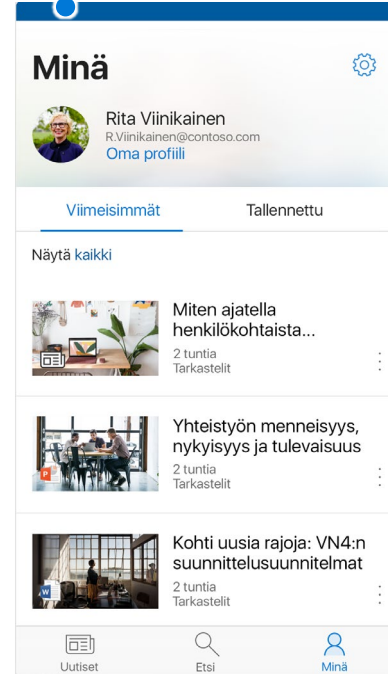 Minä
Rita Viinikainen
R.Viinikainen@contoso.com
Oma profiili
Viimeisimmät
Tallennettu
Näytä kaikki
Miten ajatella
henkilökohtaista...
2 tuntia
Tarkastelit
Yhteistyön menneisyys,
nykyisyys ja tulevaisuus
2 tuntia
Tarkastelit
Kohti uusia rajoja: VN4:n
suunnittelusuunnitelmat
2 tuntia
Tarkastelit
Uutiset
Etsi
Minä